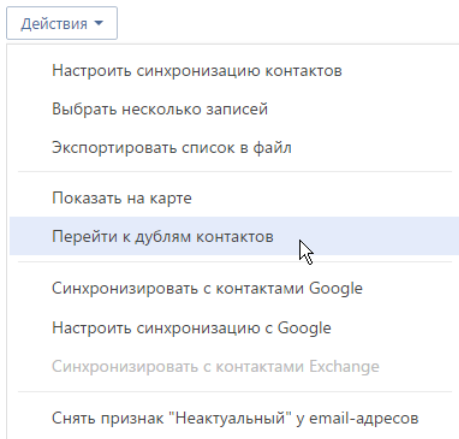 Действия
Настроить синхронизацию контактов
Выбрать несколько записей
Экспортировать список в файл
Показать на карте
Перейти к дублям контактов
Синхронизировать с контактами Google
Настроить синхронизацию с Google
Синхронизировать с контактами Exchange
Снять признак "Неактуальный" у email-адресов